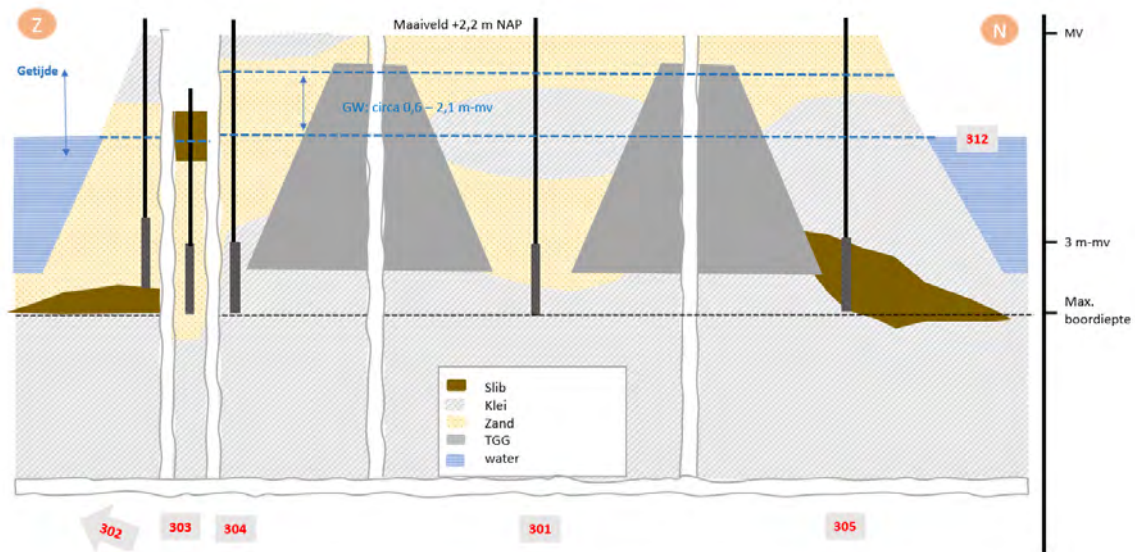 Z
Maaiveld +2,2 m NAP
N
MV
Getijde
GW: circa 0,6 – 2,1 m-mv
312
3 m-mv
Max.
boordiepte
Slib
Klei
Zand
TGG
water
302
303
304
301
305